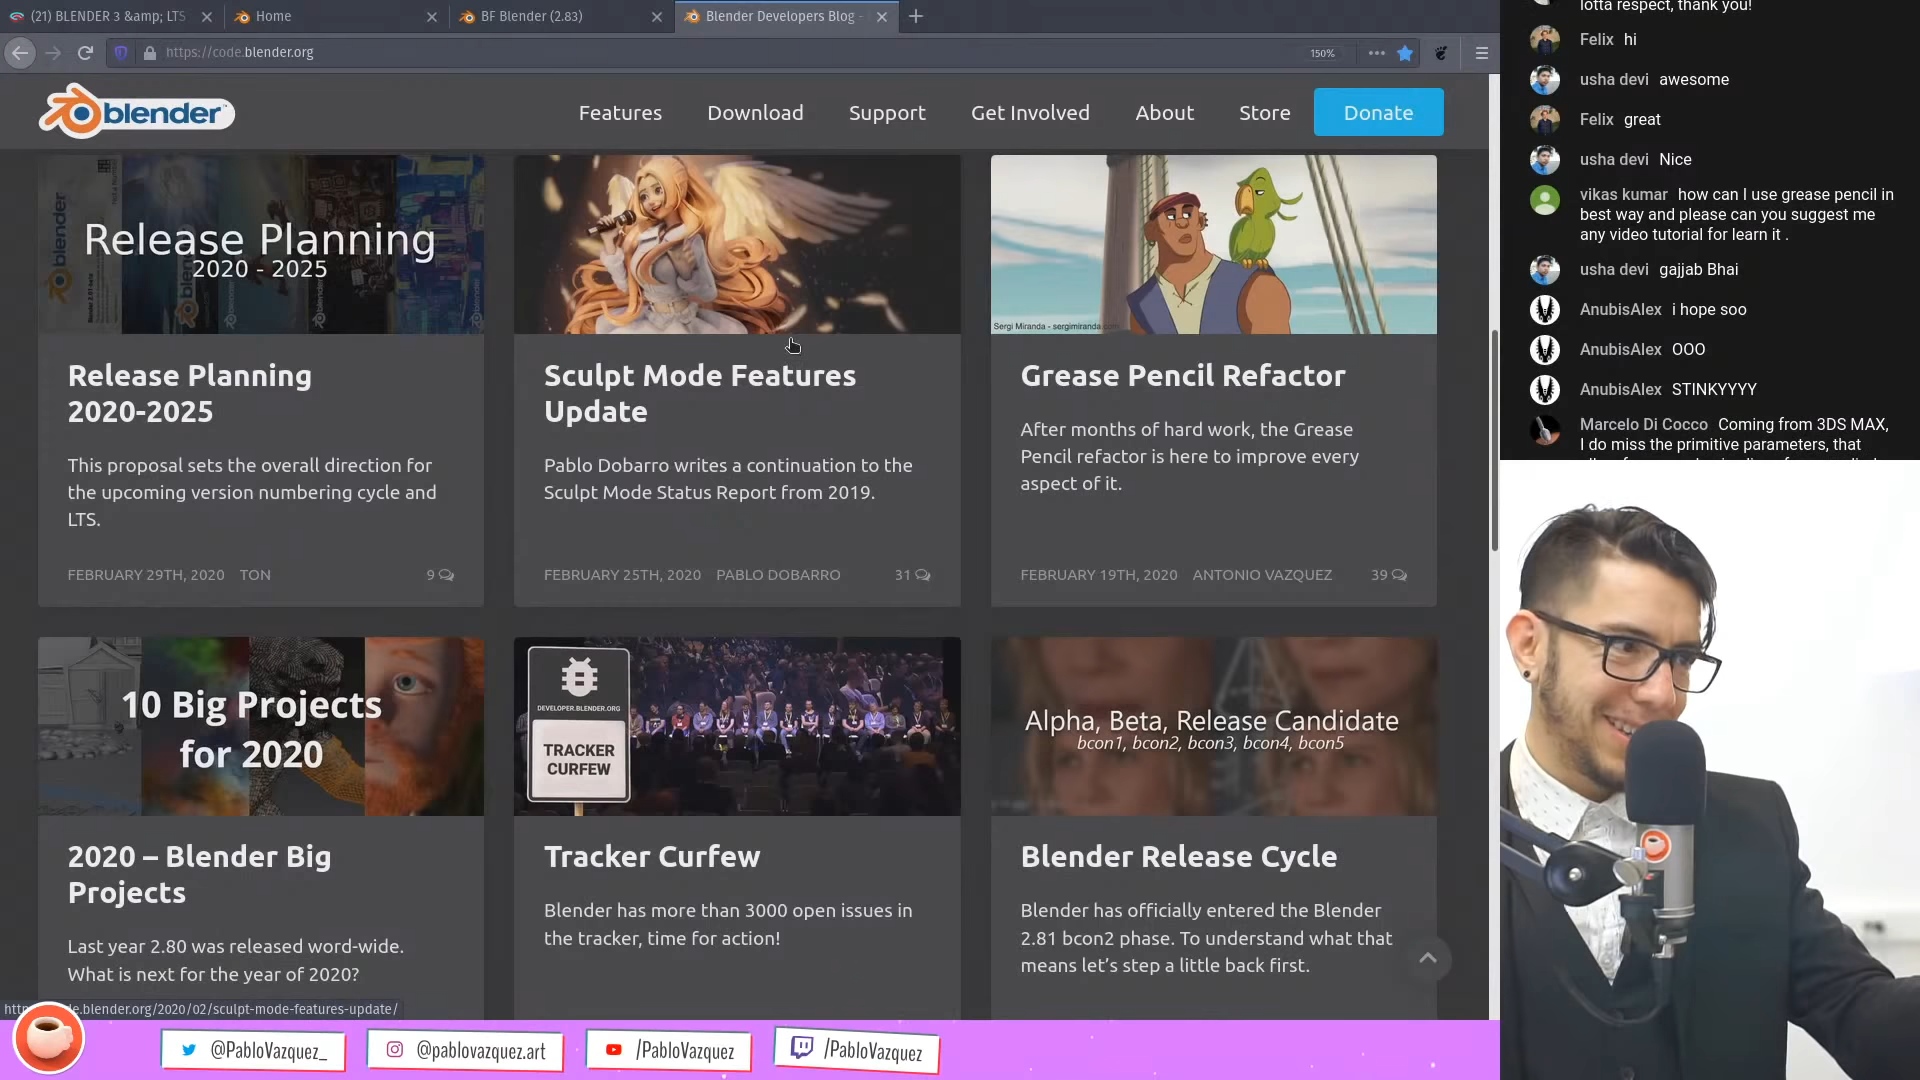 (21) BLENDER 3 &amp; LTS
Home
BF Blender (2.83)
Blender Developers Blog -
https://code.blender.org
150%
blender
Features
Download
Support
Get Involved
About
Store
Donate
Release Planning
2020 - 2025
Sergi Miranda - sergimiranda.com
Release Planning
2020-2025
This proposal sets the overall direction for
the upcoming version numbering cycle and
LTS.
FEBRUARY 29TH, 2020 TON 9
Sculpt Mode Features
Update
Pablo Dobarro writes a continuation to the
Sculpt Mode Status Report from 2019.
FEBRUARY 25TH, 2020 PABLO DOBARRO 31
Grease Pencil Refactor
After months of hard work, the Grease
Pencil refactor is here to improve every
aspect of it.
FEBRUARY 19TH, 2020 ANTONIO VAZQUEZ 39
10 Big Projects
for 2020
2020 – Blender Big
Projects
Last year 2.80 was released word-wide.
What is next for the year of 2020?
DEVELOPER.BLENDER.ORG
TRACKER
CURFEW
Tracker Curfew
Blender has more than 3000 open issues in
the tracker, time for action!
Alpha, Beta, Release Candidate
bcon1, bcon2, bcon3, bcon4, bcon5
Blender Release Cycle
Blender has officially entered the Blender
2.81 bcon2 phase. To understand what that
means let's step a little back first.
de.blender.org/2020/02/sculpt-mode-features-update/
@PabloVazquez_
@pablovazquez.art
/PabloVazquez
/PabloVazquez
lotta respect, thank you!
Felix hi
usha devi awesome
Felix great
usha devi Nice
vikas kumar how can I use grease pencil in
best way and please can you suggest me
any video tutorial for learn it .
usha devi gajjab Bhai
AnubisAlex i hope soo
AnubisAlex OOO
AnubisAlex STINKYYYY
Marcelo Di Cocco Coming from 3DS MAX,
I do miss the primitive parameters, that